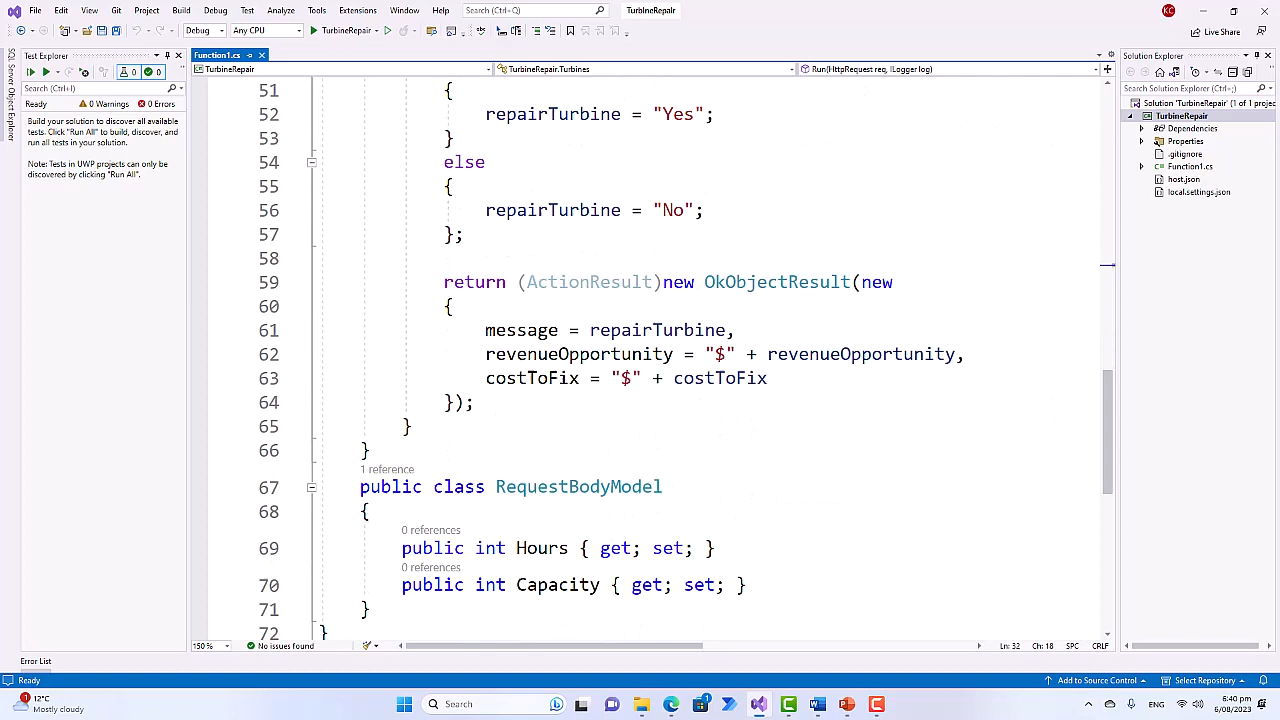 File Edit View Git Project Build Debug Test Analyze Tools Extensions Window Help Search (Ctrl+Q) TurbineRepair KC
Debug Any CPU TurbineRepair Live Share
SQL Server Object Explorer
Test Explorer
0 0
Search (Ctrl+I)
Ready 0 Warnings 0 Errors
Build your solution to discover all available
tests. Click "Run All" to build, discover, and
run all tests in your solution.
Note: Tests in UWP projects can only be
discovered by clicking "Run All".
Function1.cs
TurbineRepair TurbineRepair.Turbines Run(HttpRequest req, ILogger log)
51 {
52 repairTurbine = "Yes";
53 }
54 else
55 {
56 repairTurbine = "No";
57 };
58
59 return (ActionResult)new OkObjectResult(new
60 {
61 message = repairTurbine,
62 revenueOpportunity = "$" + revenueOpportunity,
63 costToFix = "$" + costToFix
64 });
65 }
66 }
1 reference
67 public class RequestBodyModel
68 {
0 references
69 public int Hours { get; set; }
0 references
70 public int Capacity { get; set; }
71 }
72 }
150 % No issues found Ln: 32 Ch: 18 SPC CRLF
Solution Explorer
Search Solution Explorer (Ctrl+;)
Solution 'TurbineRepair' (1 of 1 project
TurbineRepair
Dependencies
Properties
.gitignore
Function1.cs
host.json
local.settings.json
Error List
Ready Add to Source Control Select Repository
1 12°C
Mostly cloudy
Search
1
6:40 pm
6/08/2023